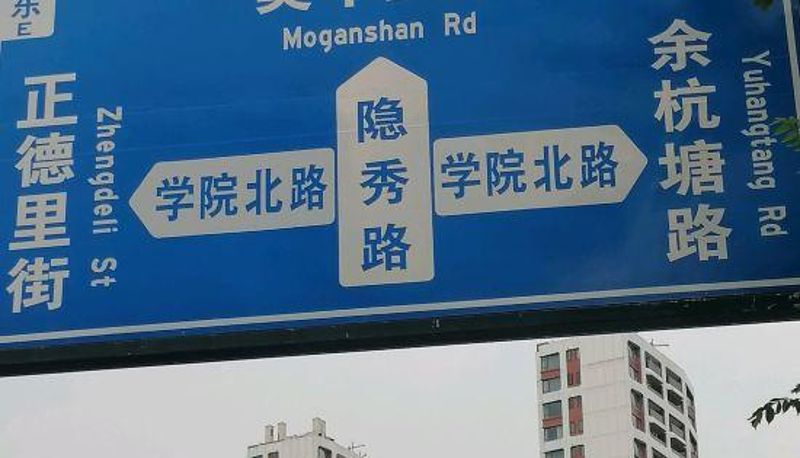 东
E
Moganshan Rd
正德里街
Zhengdeli St
学院北路
隐秀路
学院北路
余杭塘路
Yuhangtang Rd